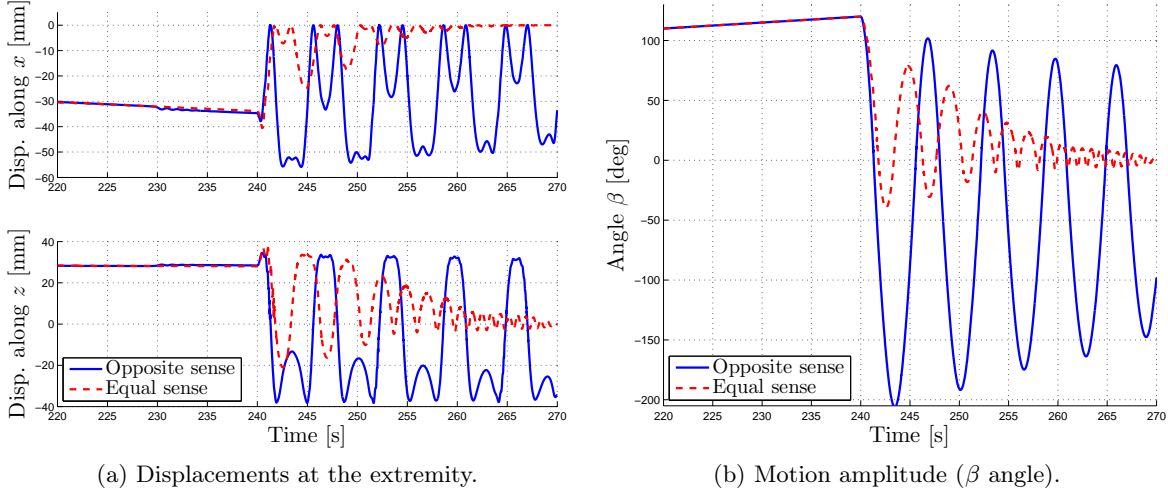 Disp. along x [mm]
0
−10
−20
−30
−40
−50
−60
220 225 230 235 240 245 250 255 260 265 270
Disp. along z [mm]
40
20
0
−20
−40
Opposite sense
Equal sense
220 225 230 235 240 245 250 255 260 265 270
Time [s]
(a) Displacements at the extremity.
Angle β [deg]
100
50
0
−50
−100
−150
−200
Opposite sense
Equal sense
220 225 230 235 240 245 250 255 260 265 270
Time [s]
(b) Motion amplitude (β angle).